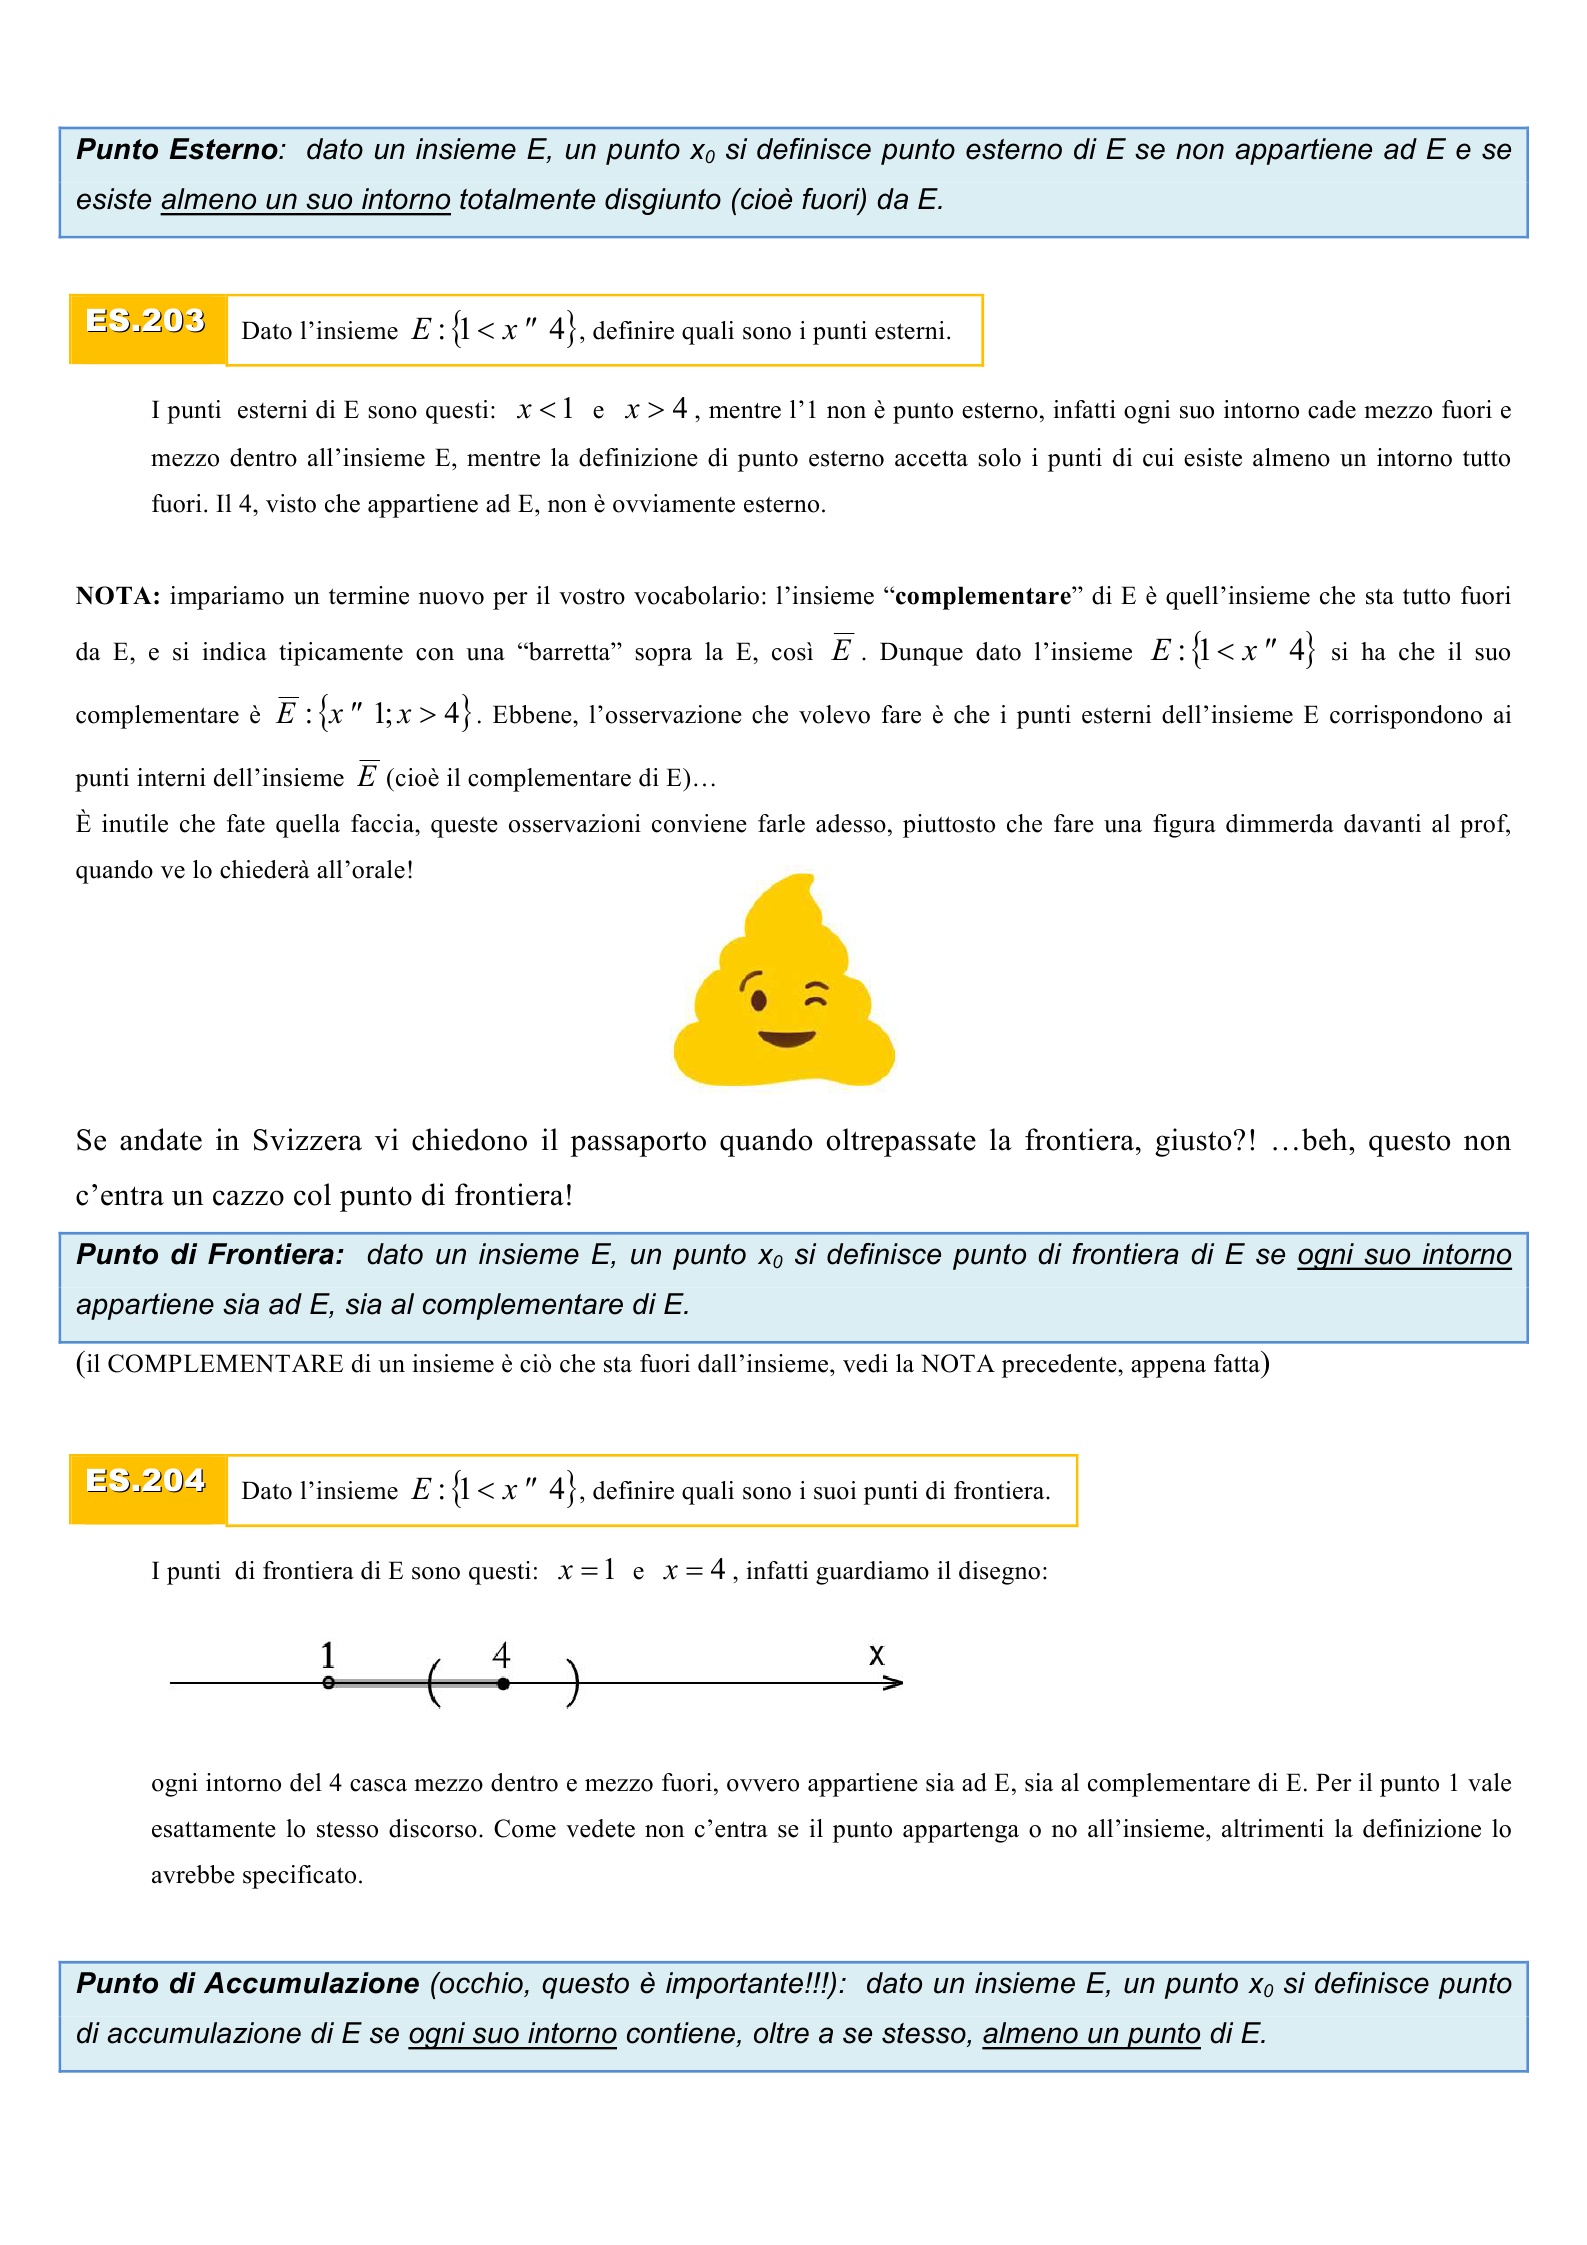 Punto Esterno: dato un insieme E, un punto x0 si definisce punto esterno di E se non appartiene ad E e se
esiste almeno un suo intorno totalmente disgiunto (cioè fuori) da E.
ES.203 Dato l’insieme E : {1 < x " 4}, definire quali sono i punti esterni.
I punti esterni di E sono questi: x < 1 e x > 4 , mentre l’1 non è punto esterno, infatti ogni suo intorno cade mezzo fuori e
mezzo dentro all’insieme E, mentre la definizione di punto esterno accetta solo i punti di cui esiste almeno un intorno tutto
fuori. Il 4, visto che appartiene ad E, non è ovviamente esterno.
NOTA: impariamo un termine nuovo per il vostro vocabolario: l’insieme “complementare” di E è quell’insieme che sta tutto fuori
da E, e si indica tipicamente con una “barretta” sopra la E, così E̅ . Dunque dato l’insieme E : {1 < x " 4} si ha che il suo
complementare è E̅ : {x " 1; x > 4}. Ebbene, l’osservazione che volevo fare è che i punti esterni dell’insieme E corrispondono ai
punti interni dell’insieme E̅ (cioè il complementare di E)…
È inutile che fate quella faccia, queste osservazioni conviene farle adesso, piuttosto che fare una figura dimmerda davanti al prof,
quando ve lo chiederà all’orale!
Se andate in Svizzera vi chiedono il passaporto quando oltrepassate la frontiera, giusto?! …beh, questo non
c’entra un cazzo col punto di frontiera!
Punto di Frontiera: dato un insieme E, un punto x0 si definisce punto di frontiera di E se ogni suo intorno
appartiene sia ad E, sia al complementare di E.
(il COMPLEMENTARE di un insieme è ciò che sta fuori dall’insieme, vedi la NOTA precedente, appena fatta)
ES.204 Dato l’insieme E : {1 < x " 4}, definire quali sono i suoi punti di frontiera.
I punti di frontiera di E sono questi: x = 1 e x = 4 , infatti guardiamo il disegno:
1 4 x
( )
ogni intorno del 4 casca mezzo dentro e mezzo fuori, ovvero appartiene sia ad E, sia al complementare di E. Per il punto 1 vale
esattamente lo stesso discorso. Come vedete non c’entra se il punto appartenga o no all’insieme, altrimenti la definizione lo
avrebbe specificato.
Punto di Accumulazione (occhio, questo è importante!!!): dato un insieme E, un punto x0 si definisce punto
di accumulazione di E se ogni suo intorno contiene, oltre a se stesso, almeno un punto di E.